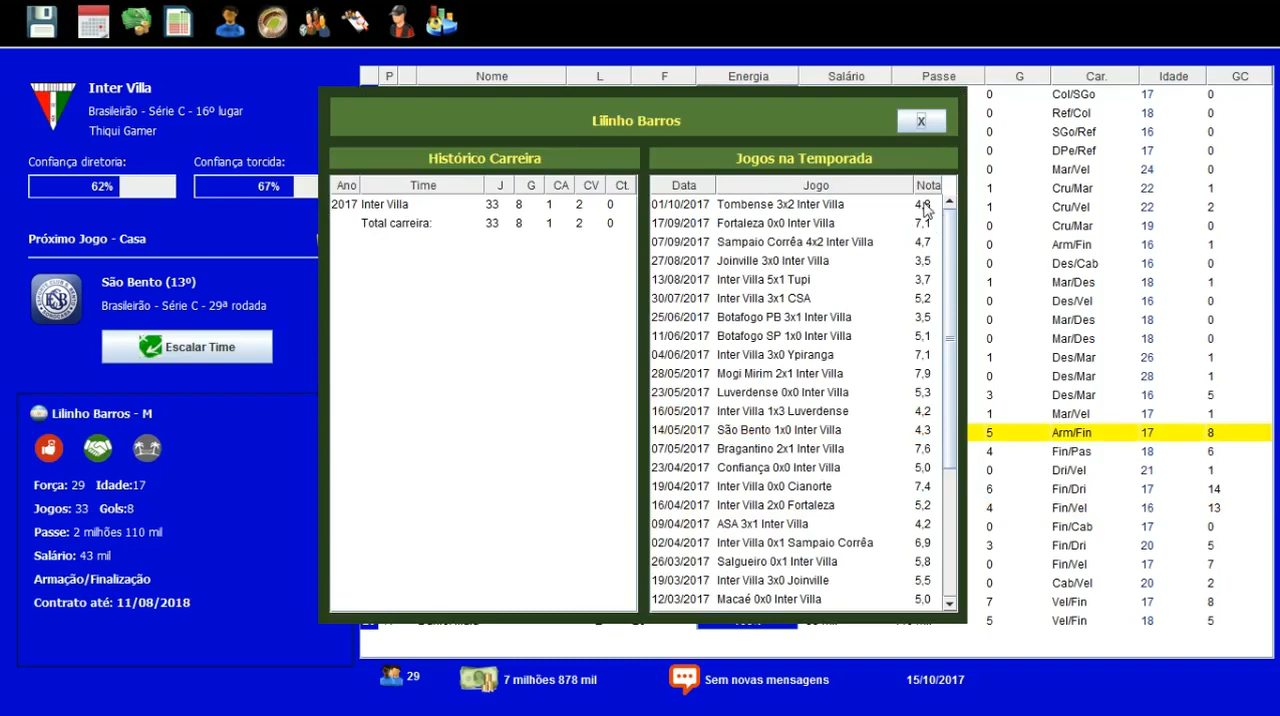 P Nome L F Energia Salário Passe G Car. Idade GC
Inter Villa
Brasileirão - Série C - 16º lugar
Thiqui Gamer
Confiança diretoria: Confiança torcida:
62% 67%
Próximo Jogo - Casa
São Bento (13º)
Brasileirão - Série C - 29ª rodada
Escalar Time
Lilinho Barros - M
Força: 29 Idade:17
Jogos: 33 Gols:8
Passe: 2 milhões 110 mil
Salário: 43 mil
Armação/Finalização
Contrato até: 11/08/2018
Lilinho Barros X
Histórico Carreira
Ano Time J G CA CV Ct.
2017 Inter Villa 33 8 1 2 0
Total carreira: 33 8 1 2 0
Jogos na Temporada
Data Jogo Nota
01/10/2017 Tombense 3x2 Inter Villa
17/09/2017 Fortaleza 0x0 Inter Villa 7,1
07/09/2017 Sampaio Corrêa 4x2 Inter Villa 4,7
27/08/2017 Joinville 3x0 Inter Villa 3,5
13/08/2017 Inter Villa 5x1 Tupi 3,7
30/07/2017 Inter Villa 3x1 CSA 5,2
25/06/2017 Botafogo PB 3x1 Inter Villa 3,5
11/06/2017 Botafogo SP 1x0 Inter Villa 5,1
04/06/2017 Inter Villa 3x0 Ypiranga 7,1
28/05/2017 Mogi Mirim 2x1 Inter Villa 7,9
23/05/2017 Luverdense 0x0 Inter Villa 5,3
16/05/2017 Inter Villa 1x3 Luverdense 4,2
14/05/2017 São Bento 1x0 Inter Villa 4,3
07/05/2017 Bragantino 2x1 Inter Villa 7,6
23/04/2017 Confiança 0x0 Inter Villa 5,0
19/04/2017 Inter Villa 0x0 Cianorte 7,4
16/04/2017 Inter Villa 2x0 Fortaleza 5,2
09/04/2017 ASA 3x1 Inter Villa 4,2
02/04/2017 Inter Villa 0x1 Sampaio Corrêa 6,9
26/03/2017 Salgueiro 0x1 Inter Villa 5,8
19/03/2017 Inter Villa 3x0 Joinville 5,5
12/03/2017 Macaé 0x0 Inter Villa 5,0
0 Col/SGo 17 0
0 Ref/Col 18 0
0 SGo/Ref 16 0
0 DPe/Ref 17 0
0 Mar/Vel 24 0
1 Cru/Mar 22 1
1 Cru/Vel 22 2
0 Cru/Mar 19 0
0 Arm/Fin 16 1
0 Des/Cab 16 0
1 Mar/Des 18 1
0 Des/Vel 16 0
0 Mar/Des 18 0
0 Mar/Des 18 0
1 Des/Mar 26 1
0 Des/Mar 28 1
3 Des/Mar 16 5
1 Mar/Vel 17 1
5 Arm/Fin 17 8
4 Fin/Pas 18 6
0 Dri/Vel 21 1
6 Fin/Dri 17 14
4 Fin/Vel 16 13
0 Fin/Cab 17 0
3 Fin/Dri 20 5
0 Fin/Vel 17 7
0 Cab/Vel 20 2
7 Vel/Fin 17 8
5 Vel/Fin 18 5
29 7 milhões 878 mil Sem novas mensagens 15/10/2017